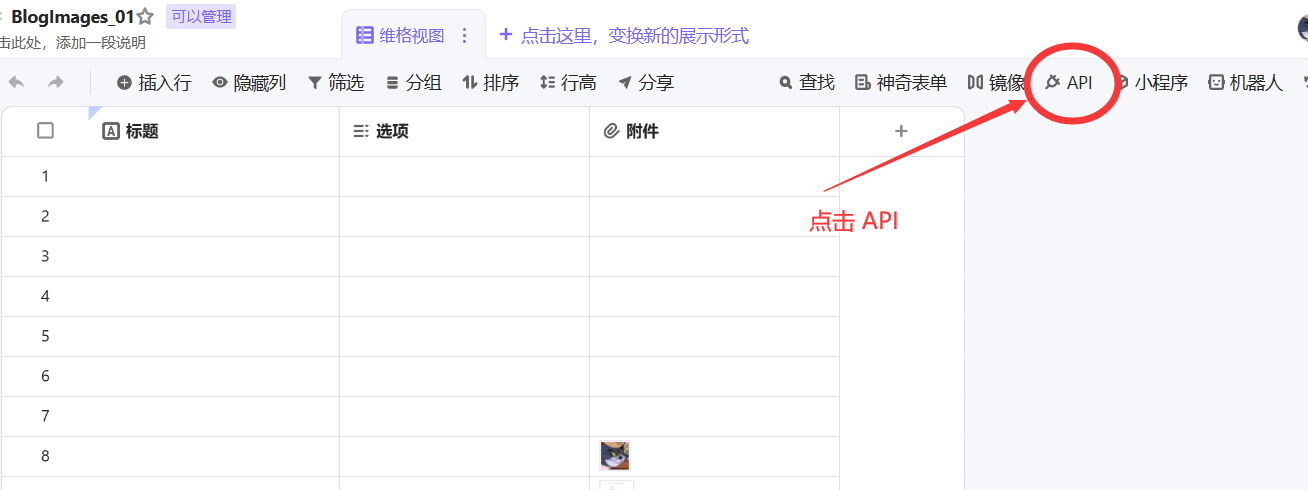 BlogImages_01 可以管理
击此处，添加一段说明
维格视图
点击这里，变换新的展示形式
插入行 隐藏列 筛选 分组 排序 行高 分享 查找 神奇表单 镜像 API 小程序 机器人
标题 选项 附件
1
2
点击 API
3
4
5
6
7
8